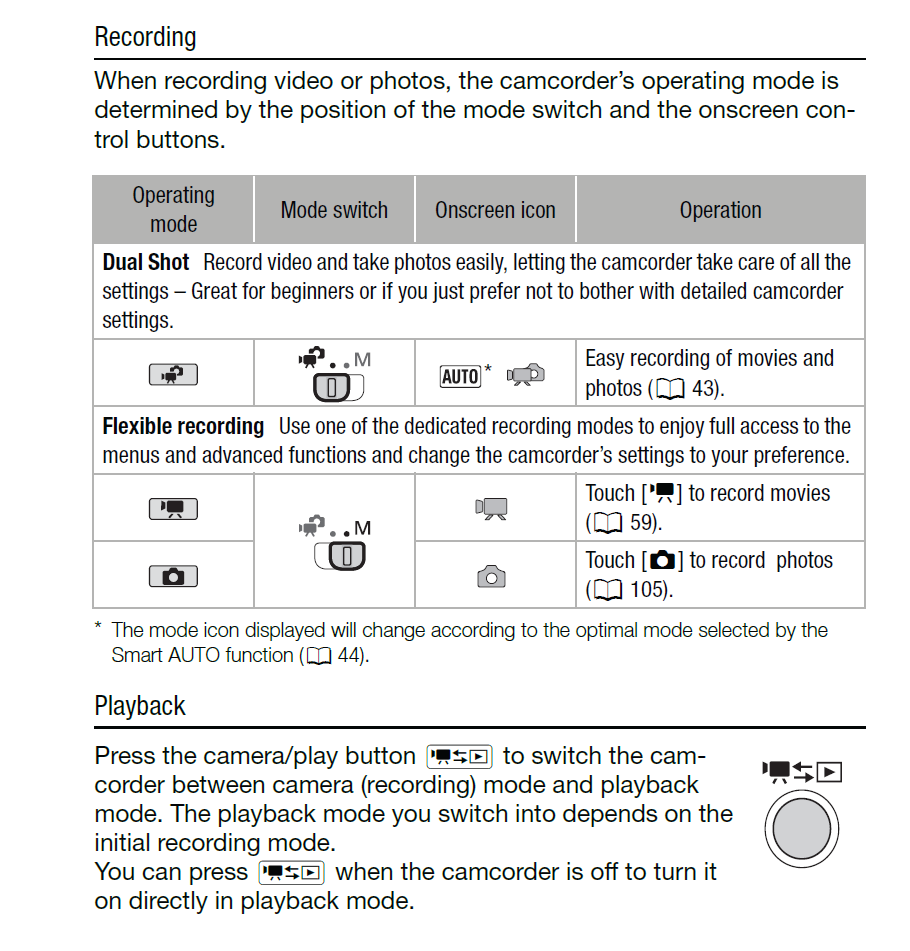 Recording
When recording video or photos, the camcorder's operating mode is
determined by the position of the mode switch and the onscreen con-
trol buttons.
Operating
mode
Mode switch
Onscreen icon
Operation
Dual Shot Record video and take photos easily, letting the camcorder take care of all the
settings – Great for beginners or if you just prefer not to bother with detailed camcorder
settings.
M
AUTO *
Easy recording of movies and
photos ( 43).
Flexible recording Use one of the dedicated recording modes to enjoy full access to the
menus and advanced functions and change the camcorder's settings to your preference.
M
Touch [ ] to record movies
( 59).
Touch [ ] to record photos
( 105).
* The mode icon displayed will change according to the optimal mode selected by the
Smart AUTO function ( 44).
Playback
Press the camera/play button to switch the cam-
corder between camera (recording) mode and playback
mode. The playback mode you switch into depends on the
initial recording mode.
You can press when the camcorder is off to turn it
on directly in playback mode.